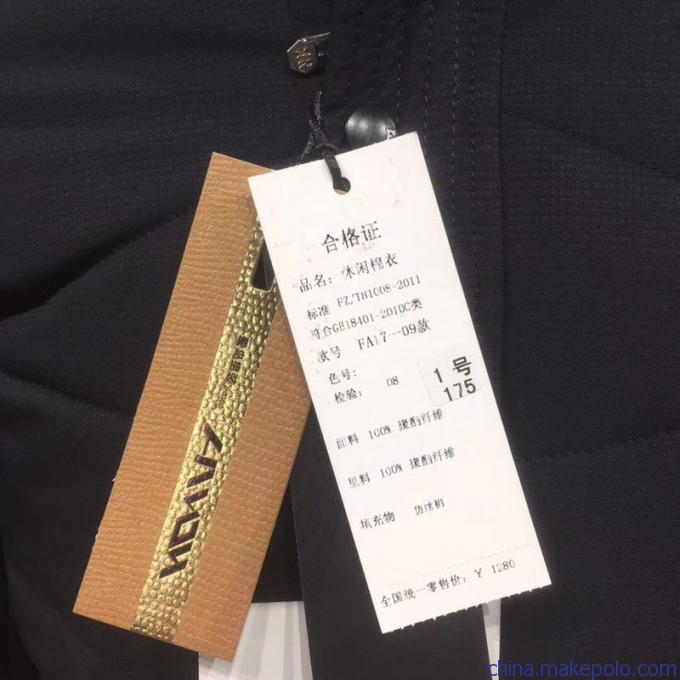 合格证
品名: 休闲棉衣
标准 FZ/T81008-2011
符合GB18401-2010C类
款号 FA17—09款
色号:
检验: 08
1号
175
面料 100% 聚酯纤维
里料 100% 聚酯纤维
填充物 仿丝棉
全国统一零售价: ¥ 1280
china.makepolo.com